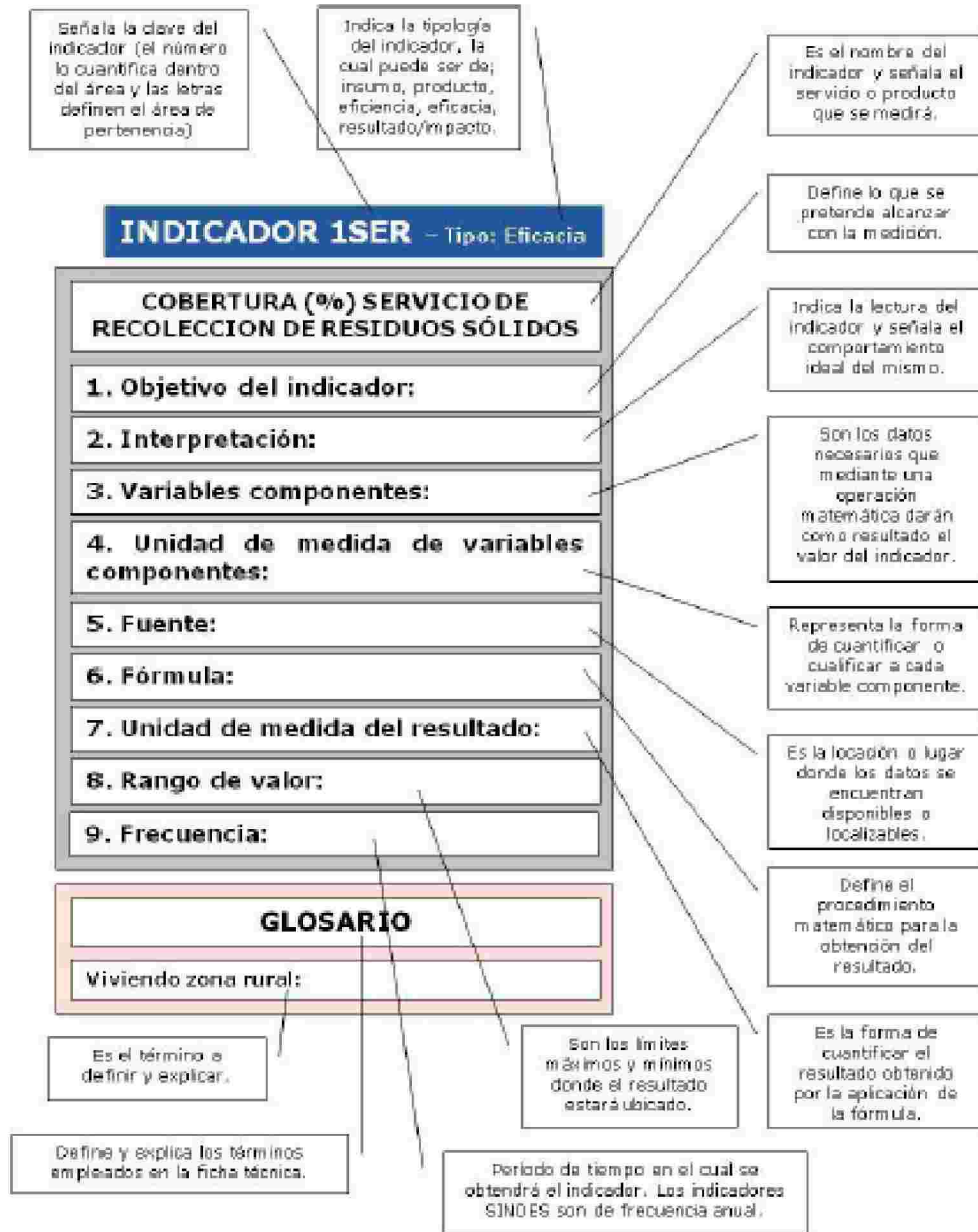 Señala la clave del
indicador (el número
lo cuantifica dentro
del área y las letras
definen el área de
pertenencia)
Indica la tipología
del indicador, la
cual puede ser de;
insumo, producto,
eficiencia, eficacia,
resultado/impacto.
Es el nombre del
indicador y señala el
servicio o producto
que se medirá.
Define lo que se
pretende alcanzar
con la medición.
Indica la lectura del
indicador y señala el
comportamiento
ideal del mismo.
Son los datos
necesarios que
mediante una
operación
matemática darán
como resultado el
valor del indicador.
Representa la forma
de cuantificar o
cualificar a cada
variable componente.
Es la locación o lugar
donde los datos se
encuentran
disponibles o
localizables.
Define el
procedimiento
matemático para la
obtención del
resultado.
Es la forma de
cuantificar el
resultado obtenido
por la aplicación de
la fórmula.
INDICADOR 1SER – Tipo: Eficacia
COBERTURA (%) SERVICIO DE
RECOLECCION DE RESIDUOS SÓLIDOS
1. Objetivo del indicador:
2. Interpretación:
3. Variables componentes:
4. Unidad de medida de variables
componentes:
5. Fuente:
6. Fórmula:
7. Unidad de medida del resultado:
8. Rango de valor:
9. Frecuencia:
GLOSARIO
Viviendo zona rural:
Es el término a
definir y explicar.
Son los límites
máximos y mínimos
donde el resultado
estará ubicado.
Define y explica los términos
empleados en la ficha técnica.
Período de tiempo en el cual se
obtendrá el indicador. Los indicadores
SINDES son de frecuencia anual.